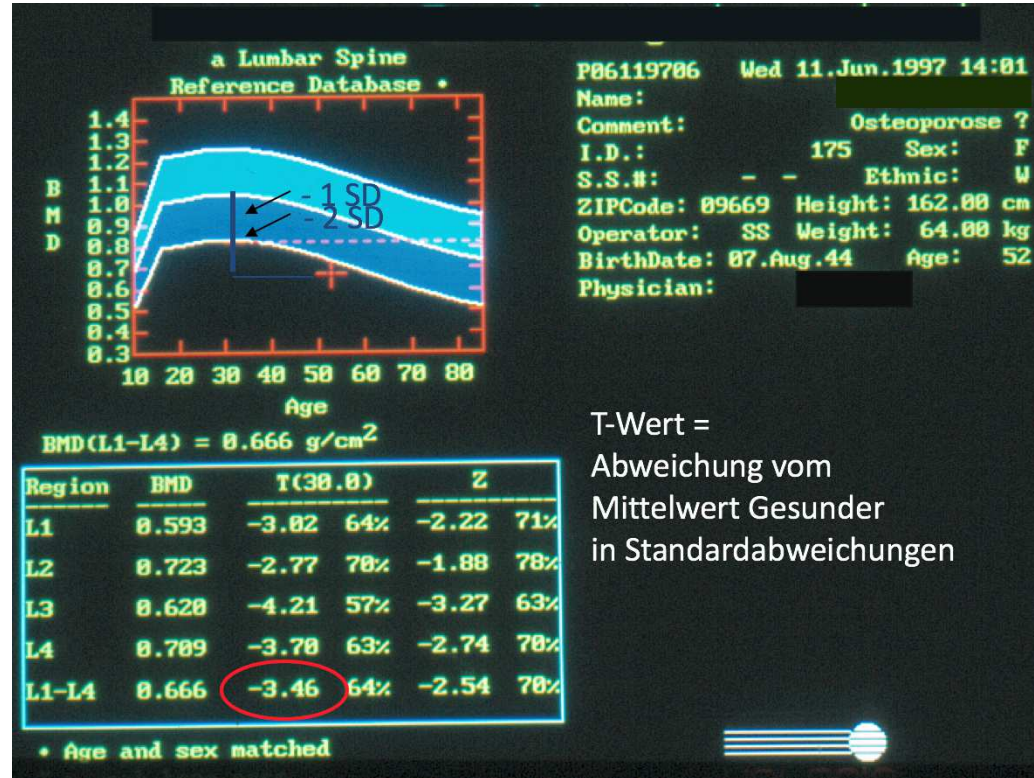 a Lumbar Spine
Reference Database •
1.4
1.3
1.2
1.1
1.0
0.9
0.8
0.7
0.6
0.5
0.4
0.3
B
M
D
- 1 SD
- 2 SD
10 20 30 40 50 60 70 80
Age
BMD(L1-L4) = 0.666 g/cm2
Region BMD T(30.0) Z
L1 0.593 -3.02 64% -2.22 71%
L2 0.723 -2.77 70% -1.88 78%
L3 0.620 -4.21 57% -3.27 63%
L4 0.709 -3.70 63% -2.74 70%
L1-L4 0.666 -3.46 64% -2.54 70%
• Age and sex matched
P06119706 Wed 11.Jun.1997 14:01
Name:
Comment: Osteoporose ?
I.D.: 175 Sex: F
S.S.#: - - Ethnic: W
ZIPCode: 09669 Height: 162.00 cm
Operator: SS Weight: 64.00 kg
BirthDate: 07.Aug.44 Age: 52
Physician:
T-Wert =
Abweichung vom
Mittelwert Gesunder
in Standardabweichungen